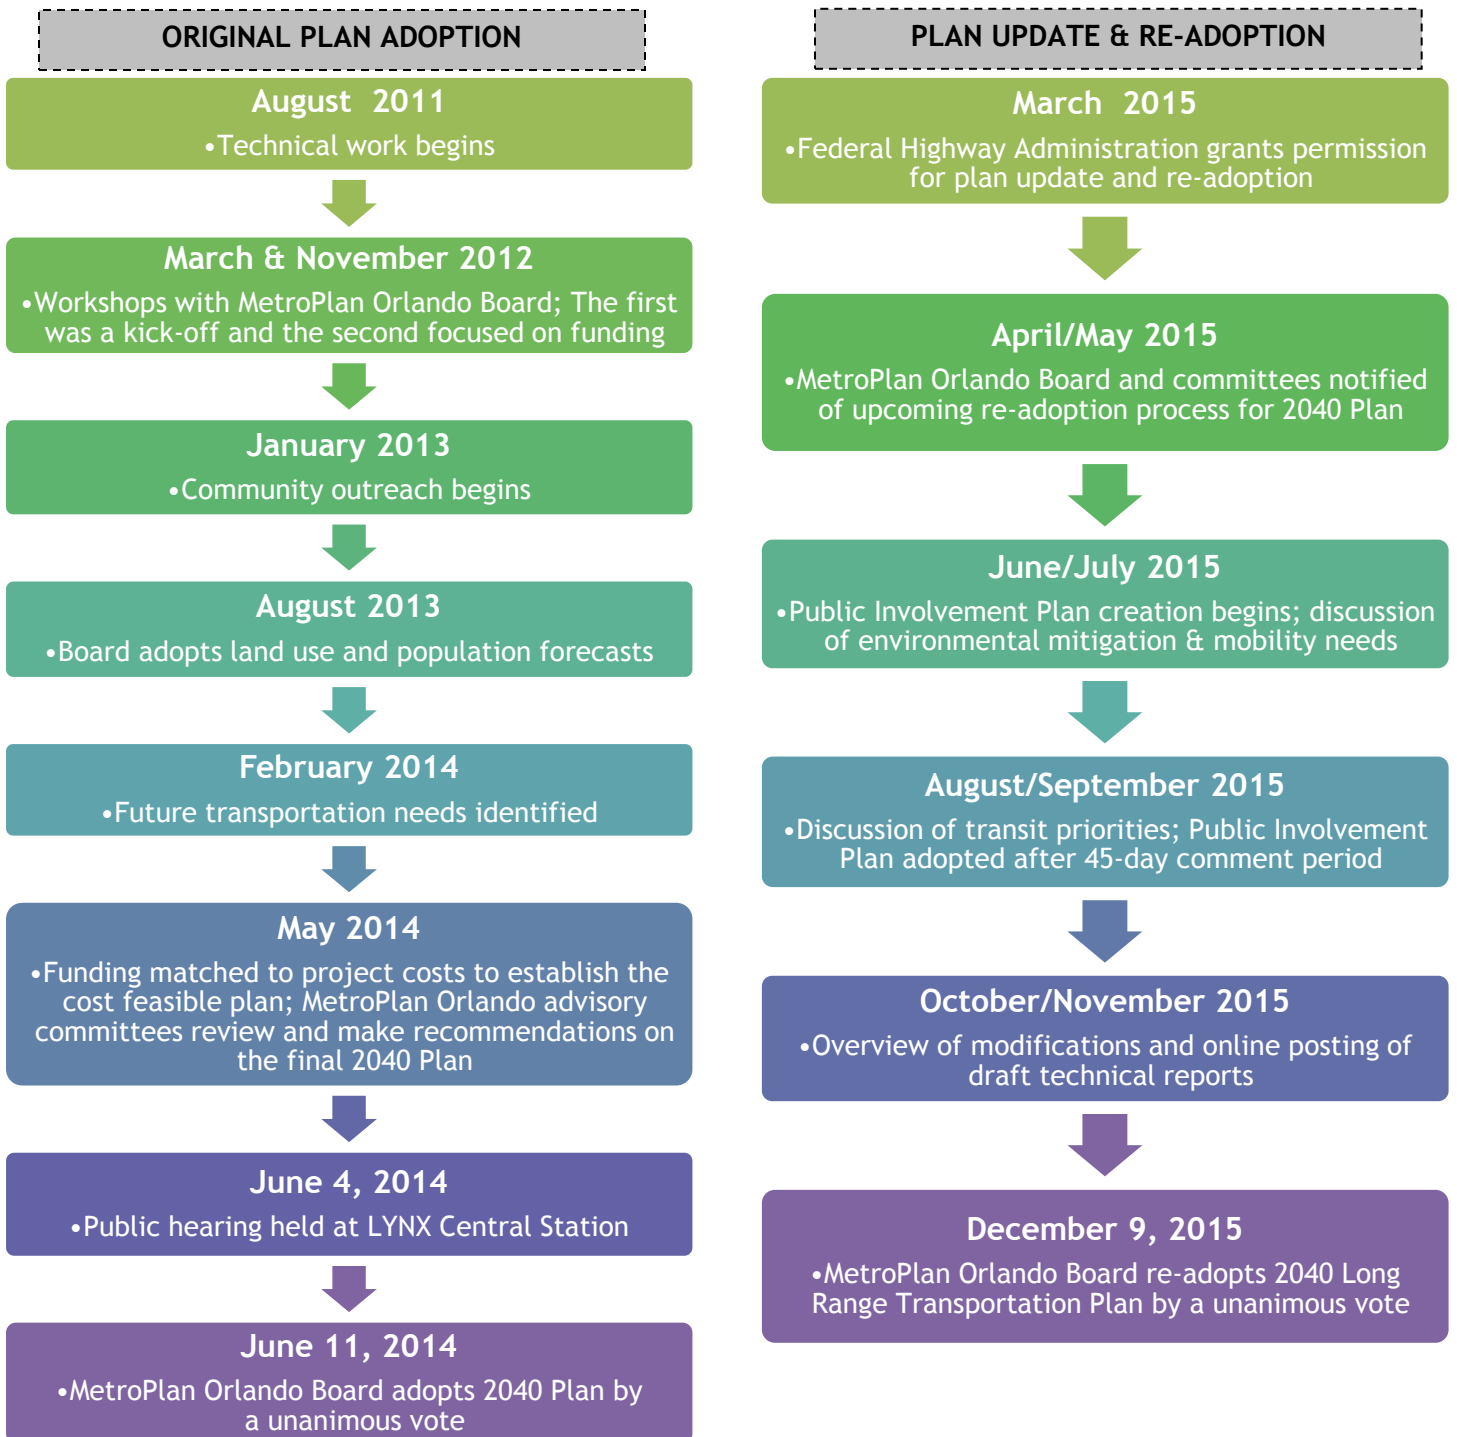 ORIGINAL PLAN ADOPTION
August 2011
•Technical work begins
March & November 2012
•Workshops with MetroPlan Orlando Board; The first
was a kick-off and the second focused on funding
January 2013
•Community outreach begins
August 2013
•Board adopts land use and population forecasts
February 2014
•Future transportation needs identified
May 2014
•Funding matched to project costs to establish the
cost feasible plan; MetroPlan Orlando advisory
committees review and make recommendations on
the final 2040 Plan
June 4, 2014
•Public hearing held at LYNX Central Station
June 11, 2014
•MetroPlan Orlando Board adopts 2040 Plan by
a unanimous vote
PLAN UPDATE & RE-ADOPTION
March 2015
•Federal Highway Administration grants permission
for plan update and re-adoption
April/May 2015
•MetroPlan Orlando Board and committees notified
of upcoming re-adoption process for 2040 Plan
June/July 2015
•Public Involvement Plan creation begins; discussion
of environmental mitigation & mobility needs
August/September 2015
•Discussion of transit priorities; Public Involvement
Plan adopted after 45-day comment period
October/November 2015
•Overview of modifications and online posting of
draft technical reports
December 9, 2015
•MetroPlan Orlando Board re-adopts 2040 Long
Range Transportation Plan by a unanimous vote